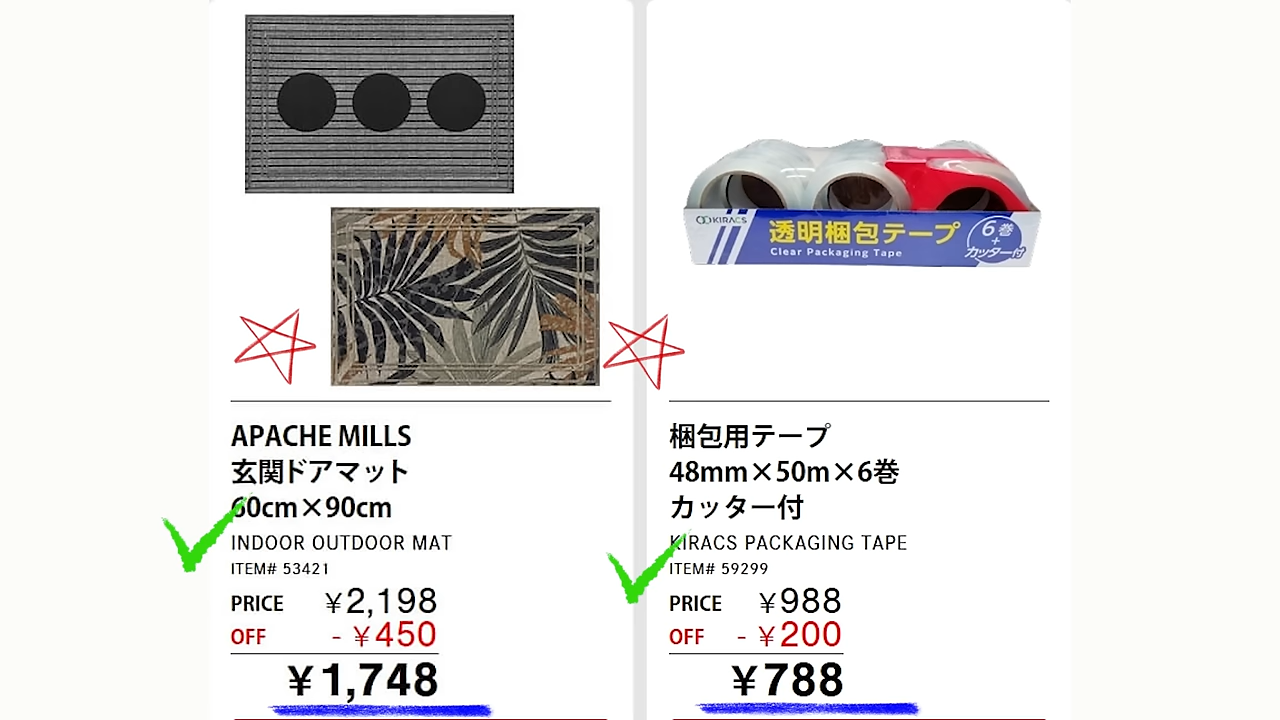 KIRACS
透明梱包テープ
Clear Packaging Tape
6巻
+
カッター付
APACHE MILLS
玄関ドアマット
60cm×90cm
INDOOR OUTDOOR MAT
ITEM# 53421
PRICE ¥2,198
OFF - ¥450
¥1,748
梱包用テープ
48mm×50m×6巻
カッター付
KIRACS PACKAGING TAPE
ITEM# 59299
PRICE ¥988
OFF - ¥200
¥788